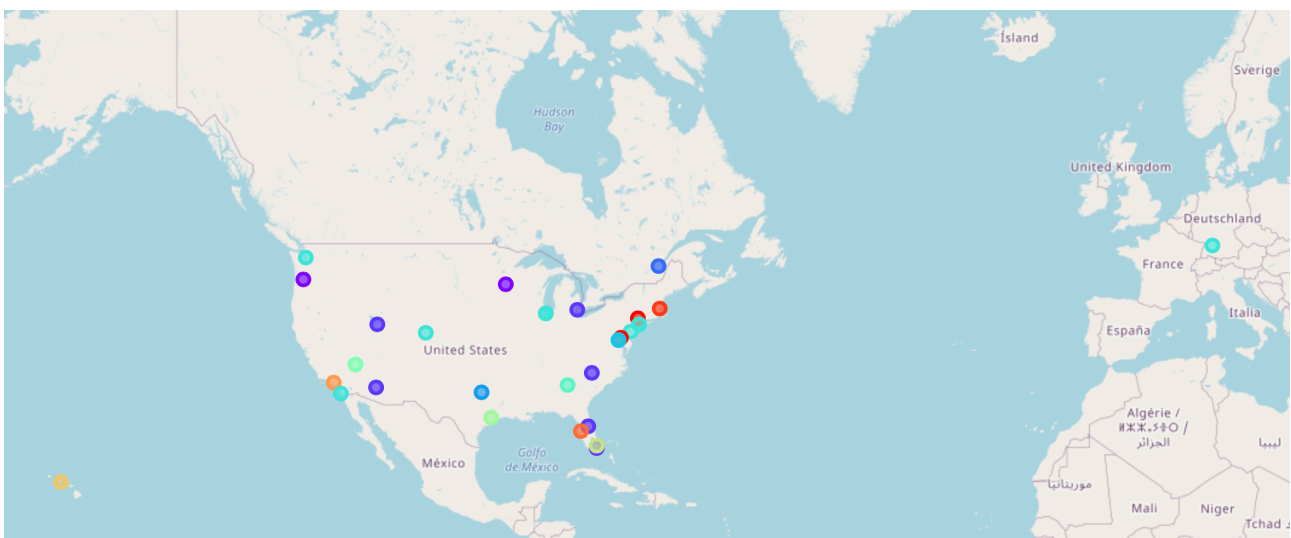 Ísland
Sverige
Hudson
Bay
United Kingdom
Deutschland
France
Italia
España
United States
Algérie /
ⵍⵣⵣⴰⵢⴻⵔ /
الجزائر
ليبيا
México
Golfo
de México
موريتانيا
Mali
Niger
Tchad